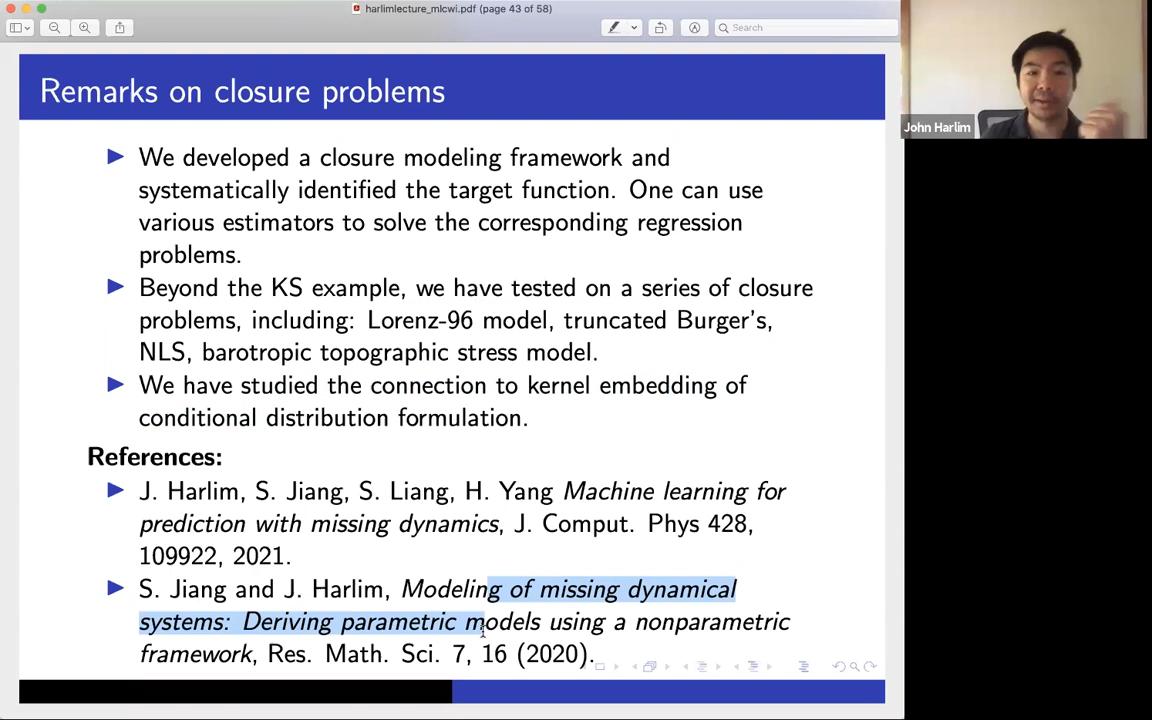 harlimlecture_mlcwi.pdf (page 43 of 58)
Search
Remarks on closure problems
We developed a closure modeling framework and
systematically identified the target function. One can use
various estimators to solve the corresponding regression
problems.
Beyond the KS example, we have tested on a series of closure
problems, including: Lorenz-96 model, truncated Burger's,
NLS, barotropic topographic stress model.
We have studied the connection to kernel embedding of
conditional distribution formulation.
References:
J. Harlim, S. Jiang, S. Liang, H. Yang Machine learning for
prediction with missing dynamics, J. Comput. Phys 428,
109922, 2021.
S. Jiang and J. Harlim, Modeling of missing dynamical
systems: Deriving parametric models using a nonparametric
framework, Res. Math. Sci. 7, 16 (2020).
John Harlim